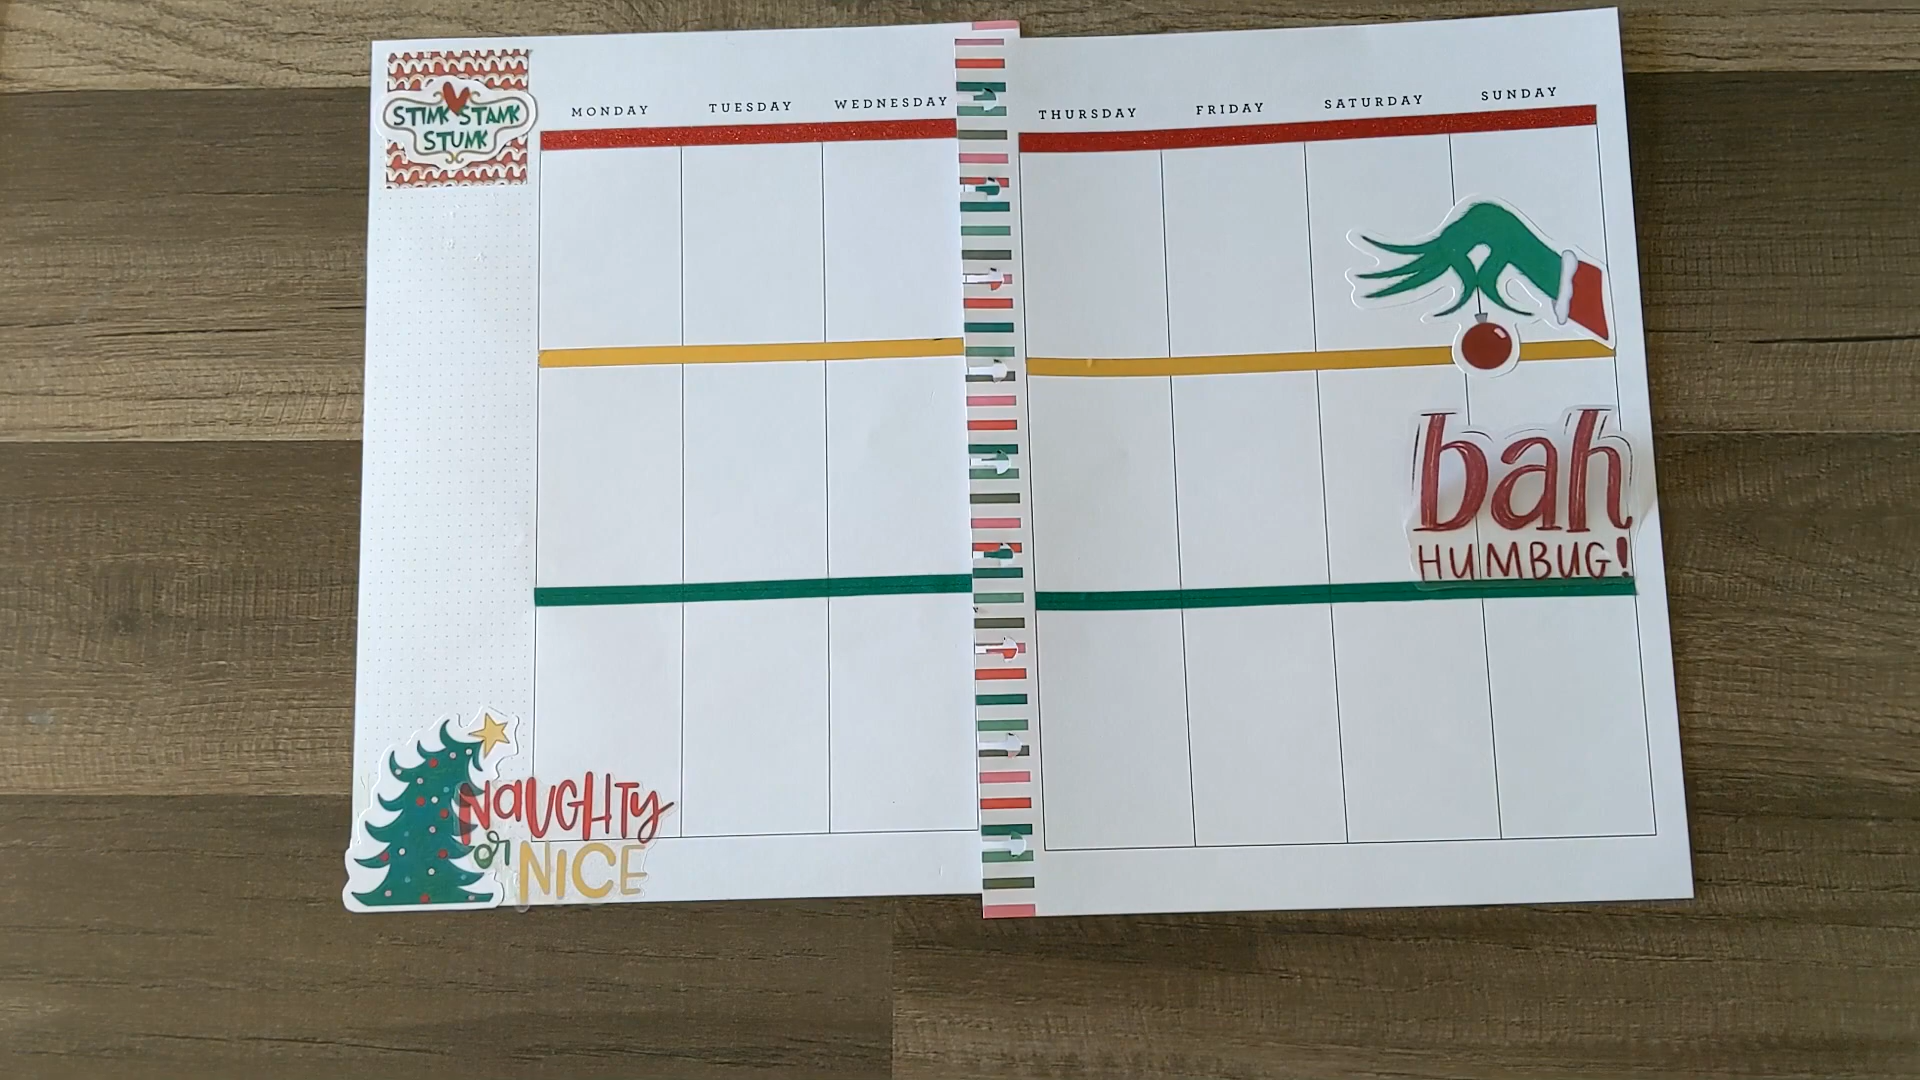 STINK STANK
STUNK
MONDAY
TUESDAY
WEDNESDAY
THURSDAY
FRIDAY
SATURDAY
SUNDAY
bah
HUMBUG!
NAUGHTY
or NICE